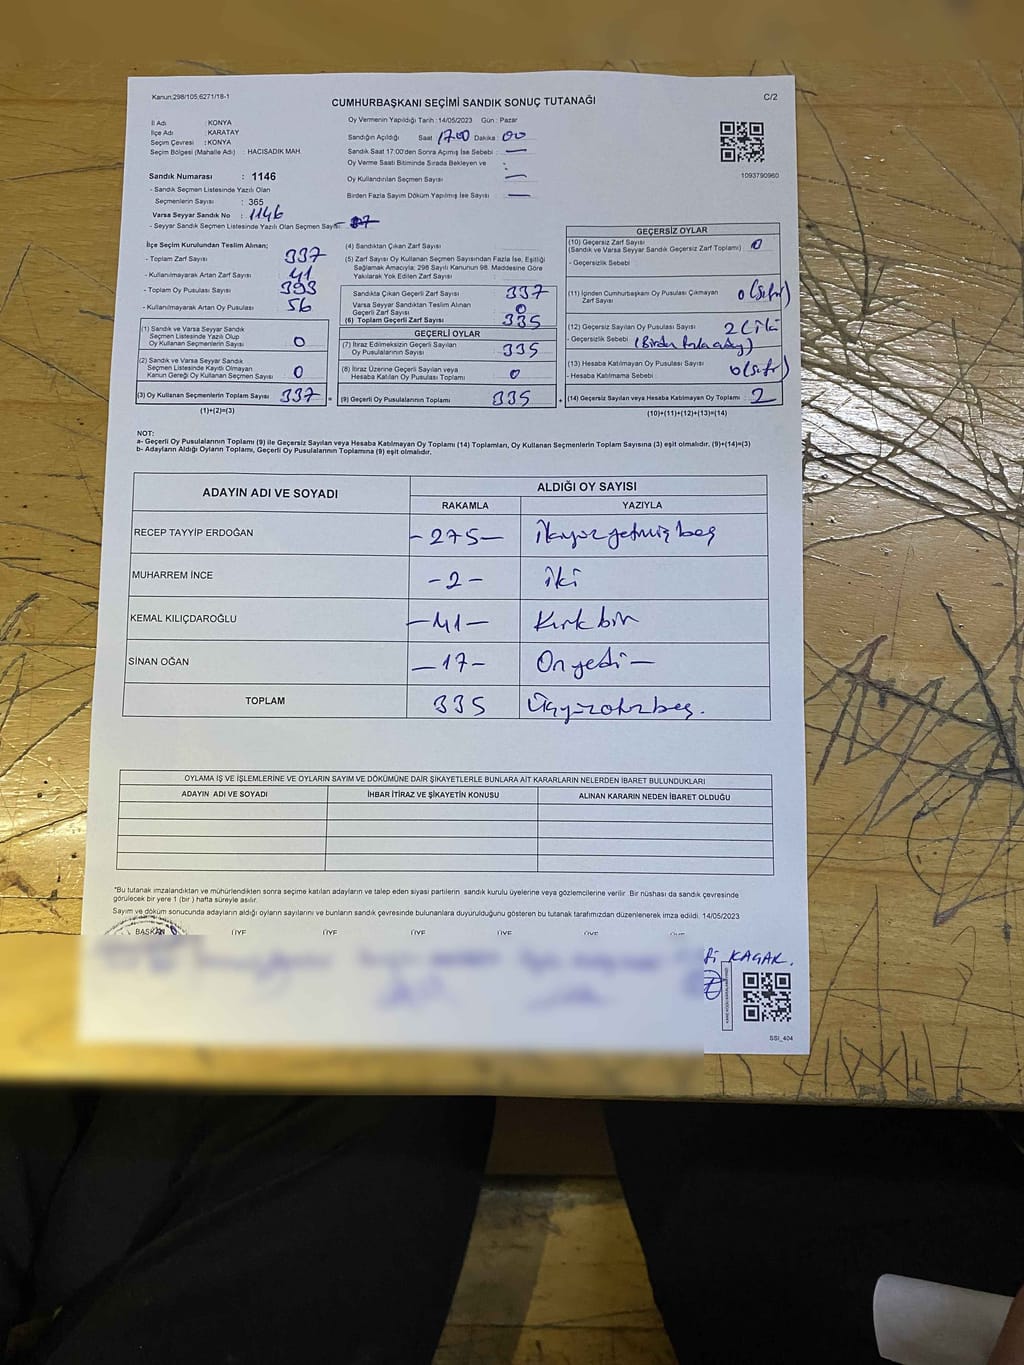 Kanun:298/105;6271/18-1
CUMHURBAŞKANI SEÇİMİ SANDIK SONUÇ TUTANAĞI
C/2
İl Adı : KONYA
İlçe Adı : KARATAY
Seçim Çevresi : KONYA
Seçim Bölgesi (Mahalle Adı) : HACISADIK MAH.
Sandık Numarası : 1146
- Sandık Seçmen Listesinde Yazılı Olan
Seçmenlerin Sayısı : 365
Varsa Seyyar Sandık No : 1146
- Seyyar Sandık Seçmen Listesinde Yazılı Olan Seçmen Sayısı
Oy Vermenin Yapıldığı Tarih :14/05/2023 Gün : Pazar
Sandığın Açıldığı Saat 17.00 Dakika : 00
Sandık Saat 17:00'den Sonra Açımış İse Sebebi : —
Oy Verme Saati Bitiminde Sırada Bekleyen ve
Oy Kullandırılan Seçmen Sayısı : —
Birden Fazla Sayım Döküm Yapılmış İse Sayısı : —
1093790960
İlçe Seçim Kurulundan Teslim Alınan;
- Toplam Zarf Sayısı : 337
- Kullanılmayarak Artan Zarf Sayısı : 41
- Toplam Oy Pusulası Sayısı : 393
- Kullanılmayarak Artan Oy Pusulası : 56
(1) Sandık ve Varsa Seyyar Sandık
Seçmen Listesinde Yazılı Olup
Oy Kullanan Seçmenlerin Sayısı : 0
(2) Sandık ve Varsa Seyyar Sandık
Seçmen Listesinde Kayıtlı Olmayan
Kanun Gereği Oy Kullanan Seçmen Sayısı : 0
(3) Oy Kullanan Seçmenlerin Toplam Sayısı : 337
(1)+(2)=(3)
(4) Sandıktan Çıkan Zarf Sayısı :
(5) Zarf Sayısı Oy Kullanan Seçmen Sayısından Fazla İse, Eşitliği
Sağlamak Amacıyla; 298 Sayılı Kanunun 98. Maddesine Göre
Yakılarak Yok Edilen Zarf Sayısı :
Sandıkta Çıkan Geçerli Zarf Sayısı : 337
Varsa Seyyar Sandıktan Teslim Alınan
Geçerli Zarf Sayısı : 0
(6) Toplam Geçerli Zarf Sayısı : 335
GEÇERLİ OYLAR
(7) İtiraz Edilmeksizin Geçerli Sayılan
Oy Pusulalarının Sayısı : 335
(8) İtiraz Üzerine Geçerli Sayılan veya
Hesaba Katılan Oy Pusulası Toplamı : 0
(9) Geçerli Oy Pusulalarının Toplamı : 335
GEÇERSİZ OYLAR
(10) Geçersiz Zarf Sayısı : 0
(Sandık ve Varsa Seyyar Sandık Geçersiz Zarf Toplamı)
- Geçersizlik Sebebi :
(11) İçinden Cumhurbaşkanı Oy Pusulası Çıkmayan
Zarf Sayısı : 0 (Sıfır)
(12) Geçersiz Sayılan Oy Pusulası Sayısı : 2 (iki
- Geçersizlik Sebebi :
(13) Hesaba Katılmayan Oy Pusulası Sayısı : 0 (Sıfır)
- Hesaba Katılmama Sebebi :
(14) Geçersiz Sayılan veya Hesaba Katılmayan Oy Toplamı : 2
(10)+(11)+(12)+(13)=(14)
NOT:
a- Geçerli Oy Pusulalarının Toplamı (9) ile Geçersiz Sayılan veya Hesaba Katılmayan Oy Toplamı (14) Toplamları, Oy Kullanan Seçmenlerin Toplam Sayısına (3) eşit olmalıdır. (9)+(14)=(3)
b- Adayların Aldığı Oyların Toplamı, Geçerli Oy Pusulalarının Toplamına (9) eşit olmalıdır.
ADAYIN ADI VE SOYADI ALDIĞI OY SAYISI
RAKAMLA YAZIYLA
RECEP TAYYİP ERDOĞAN - 275 — ikiyüz yetmiş beş
MUHARREM İNCE - 2 - iki
KEMAL KILIÇDAROĞLU — 41 — Kırk bir
SİNAN OĞAN — 17 - On yedi —
TOPLAM 335 Üçyüzotuzbeş.
OYLAMA İŞ VE İŞLEMLERİNE VE OYLARIN SAYIM VE DÖKÜMÜNE DAİR ŞİKAYETLERLE BUNLARA AİT KARARLARIN NELERDEN İBARET BULUNDUKLARI
ADAYIN ADI VE SOYADI İHBAR İTİRAZ VE ŞİKAYETİN KONUSU ALINAN KARARIN NEDEN İBARET OLDUĞU
*Bu tutanak imzalandıktan ve mühürlendikten sonra seçime katılan adayların ve talep eden siyasi partilerin sandık kurulu üyelerine veya gözlemcilerine verilir. Bir nüshası da sandık çevresinde
görülecek bir yere 1 (bir ) hafta süreyle asılır.
Sayım ve döküm sonucunda adayların aldığı oyların sayılarını ve bunların sandık çevresinde bulunanlara duyurulduğunu gösteren bu tutanak tarafımızdan düzenlenerek imza edildi. 14/05/2023
BAŞKAN ÜYE ÜYE ÜYE ÜYE ÜYE ÜYE
SSI_404